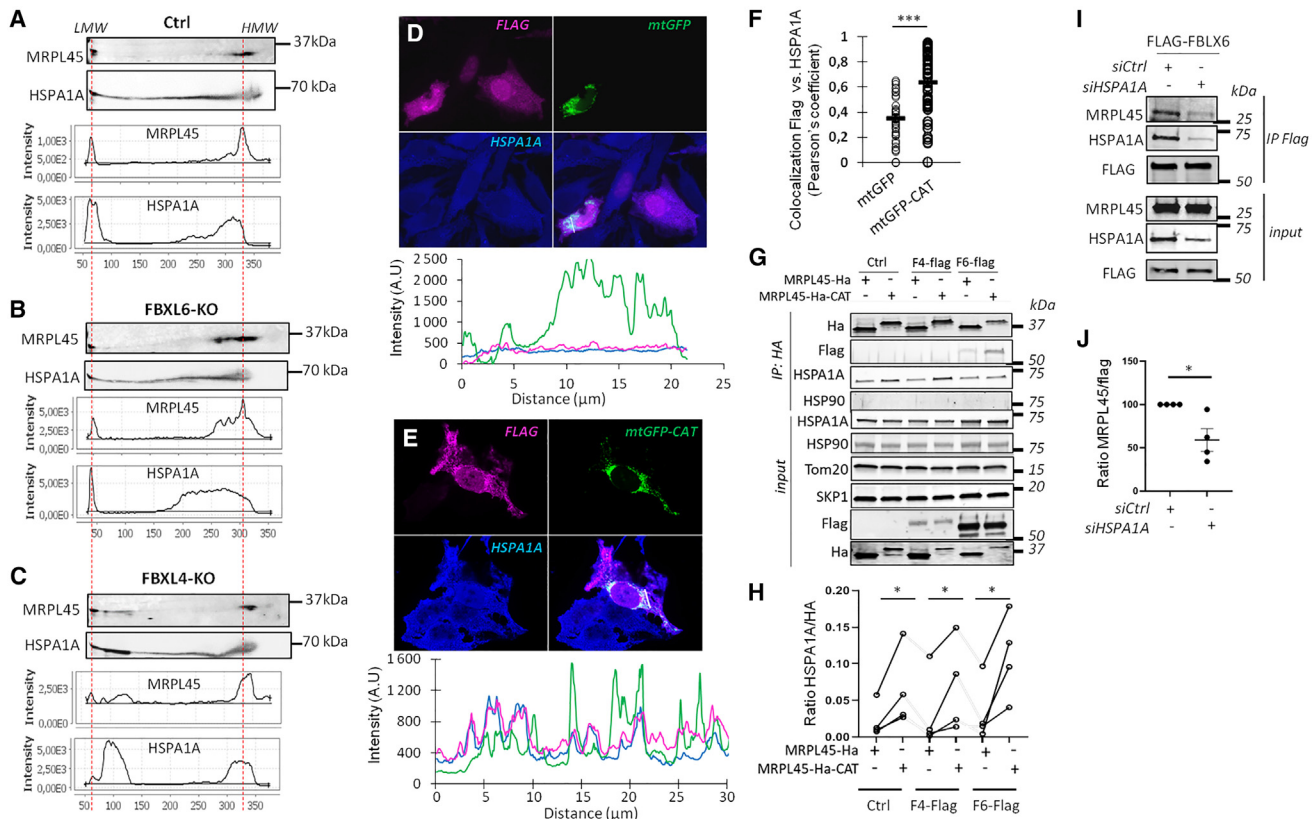 A
Ctrl
LMW HMW
MRPL45 37kDa
HSPA1A 70 kDa
MRPL45
Intensity
1,00E3
5,00E2
0,00E0
HSPA1A
Intensity
5,00E3
2,50E3
0,00E0
50 100 150 200 250 300 350
B
FBXL6-KO
MRPL45 37kDa
HSPA1A 70 kDa
MRPL45
Intensity
5,00E3
0,00E0
HSPA1A
Intensity
5,00E3
2,50E3
0,00E0
50 100 150 200 250 300 350
C
FBXL4-KO
MRPL45 37kDa
HSPA1A 70 kDa
MRPL45
Intensity
2,50E3
0,00E0
HSPA1A
Intensity
5,00E3
2,50E3
0,00E0
50 100 150 200 250 300 350
D
FLAG mtGFP
HSPA1A
Intensity (A.U)
2 500
2 000
1 500
1 000
500
0
0 5 10 15 20 25
Distance (µm)
E
FLAG mtGFP-CAT
HSPA1A
Intensity (A.U)
1 600
1 200
800
400
0
0 5 10 15 20 25 30
Distance (µm)
F
Colocalization Flag vs. HSPA1A
(Pearson's coefficient)
***
1
0,8
0,6
0,4
0,2
0
mtGFP
mtGFP-CAT
G
Ctrl F4-flag F6-flag
MRPL45-Ha + - + - + -
MRPL45-Ha-CAT - + - + - +
kDa
IP: HA
Ha 37
Flag 50
HSPA1A 75
HSP90 75
input
HSPA1A 75
HSP90 75
Tom20 15
SKP1 20
Flag 50
Ha 37
H
Ratio HSPA1A/HA
* * *
0.20
0.15
0.10
0.05
0.00
MRPL45-Ha + - + - + -
MRPL45-Ha-CAT - + - + - +
Ctrl F4-Flag F6-Flag
I
FLAG-FBLX6
siCtrl + -
siHSPA1A - + kDa
MRPL45 25
HSPA1A 75
FLAG 50
IP Flag
MRPL45 25
HSPA1A 75
FLAG 50
input
J
Ratio MRPL45/flag
*
150
100
50
0
siCtrl + -
siHSPA1A - +